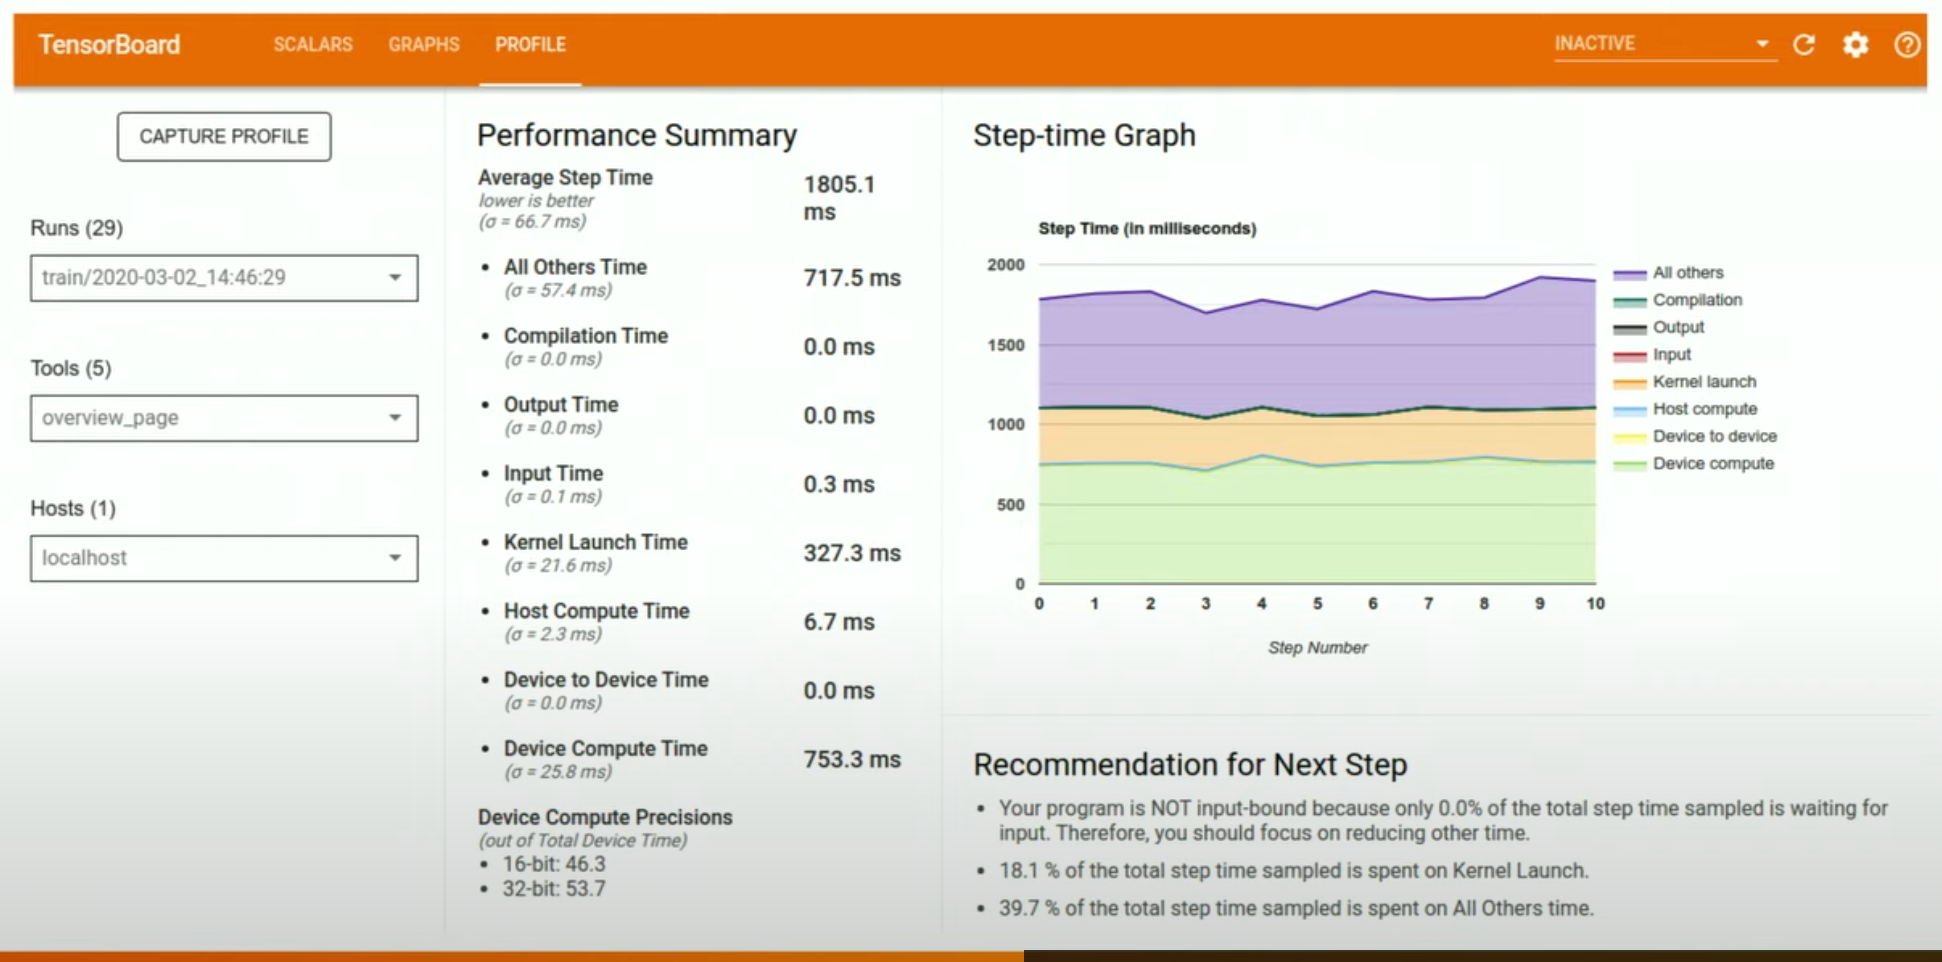 TensorBoard
SCALARS
GRAPHS
PROFILE
INACTIVE
CAPTURE PROFILE
Runs (29)
train/2020-03-02_14:46:29
Tools (5)
overview_page
Hosts (1)
localhost
Performance Summary
Average Step Time
lower is better
(σ = 66.7 ms)
1805.1
ms
• All Others Time
(σ = 57.4 ms)
717.5 ms
• Compilation Time
(σ = 0.0 ms)
0.0 ms
• Output Time
(σ = 0.0 ms)
0.0 ms
• Input Time
(σ = 0.1 ms)
0.3 ms
• Kernel Launch Time
(σ = 21.6 ms)
327.3 ms
• Host Compute Time
(σ = 2.3 ms)
6.7 ms
• Device to Device Time
(σ = 0.0 ms)
0.0 ms
• Device Compute Time
(σ = 25.8 ms)
753.3 ms
Device Compute Precisions
(out of Total Device Time)
• 16-bit: 46.3
• 32-bit: 53.7
Step-time Graph
Step Time (in milliseconds)
2000
1500
1000
500
0
0 1 2 3 4 5 6 7 8 9 10
Step Number
All others
Compilation
Output
Input
Kernel launch
Host compute
Device to device
Device compute
Recommendation for Next Step
• Your program is NOT input-bound because only 0.0% of the total step time sampled is waiting for
input. Therefore, you should focus on reducing other time.
• 18.1 % of the total step time sampled is spent on Kernel Launch.
• 39.7 % of the total step time sampled is spent on All Others time.